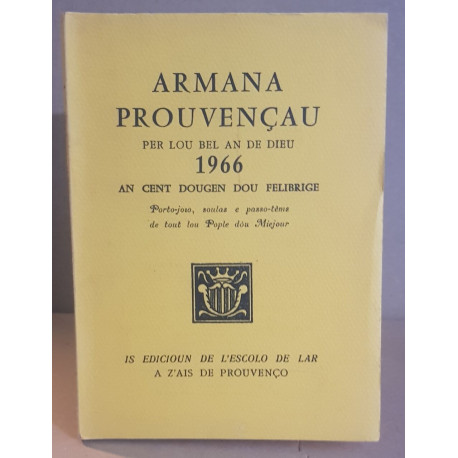 ARMANA
PROUVENÇAU
PER LOU BEL AN DE DIEU
1966
AN CENT DOUGEN DOU FELIBRIGE
Porto-joio, soulas e passo-tèms
de tout lou Pople dóu Miejour
IS EDICIOUN DE L'ESCOLO DE LAR
A Z'AIS DE PROUVENÇO